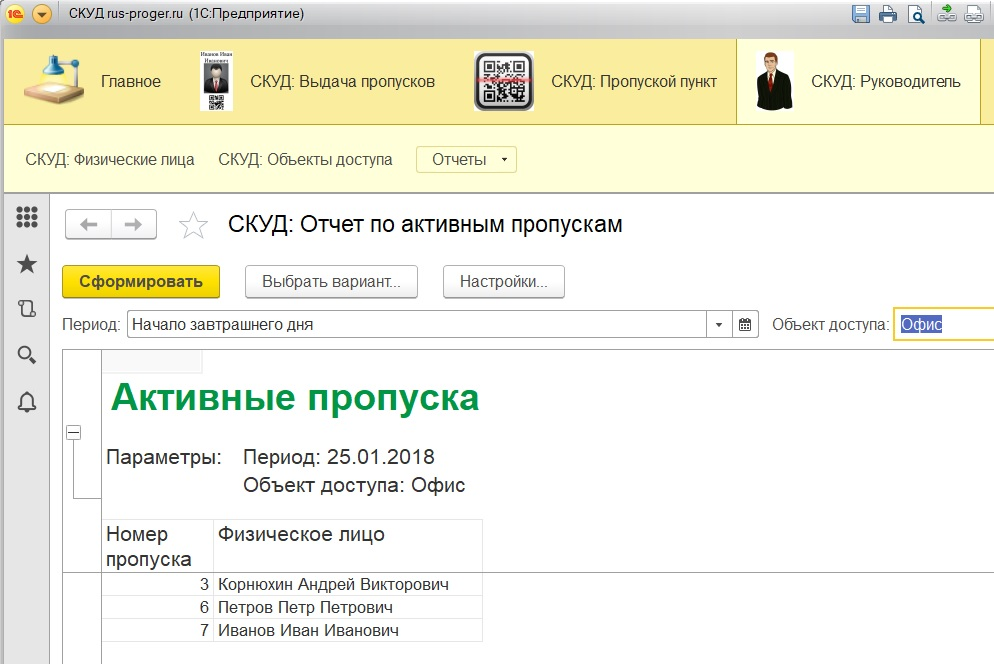 СКУД rus-proger.ru (1С:Предприятие)
Иванов Иван
Иванович
Главное СКУД: Выдача пропусков СКУД: Пропуской пункт СКУД: Руководитель
СКУД: Физические лица СКУД: Объекты доступа Отчеты
СКУД: Отчет по активным пропускам
Сформировать Выбрать вариант... Настройки...
Период: Начало завтрашнего дня Объект доступа: Офис
Активные пропуска
Параметры: Период: 25.01.2018
Объект доступа: Офис
Номер Физическое лицо
пропуска
3 Корнюхин Андрей Викторович
6 Петров Петр Петрович
7 Иванов Иван Иванович